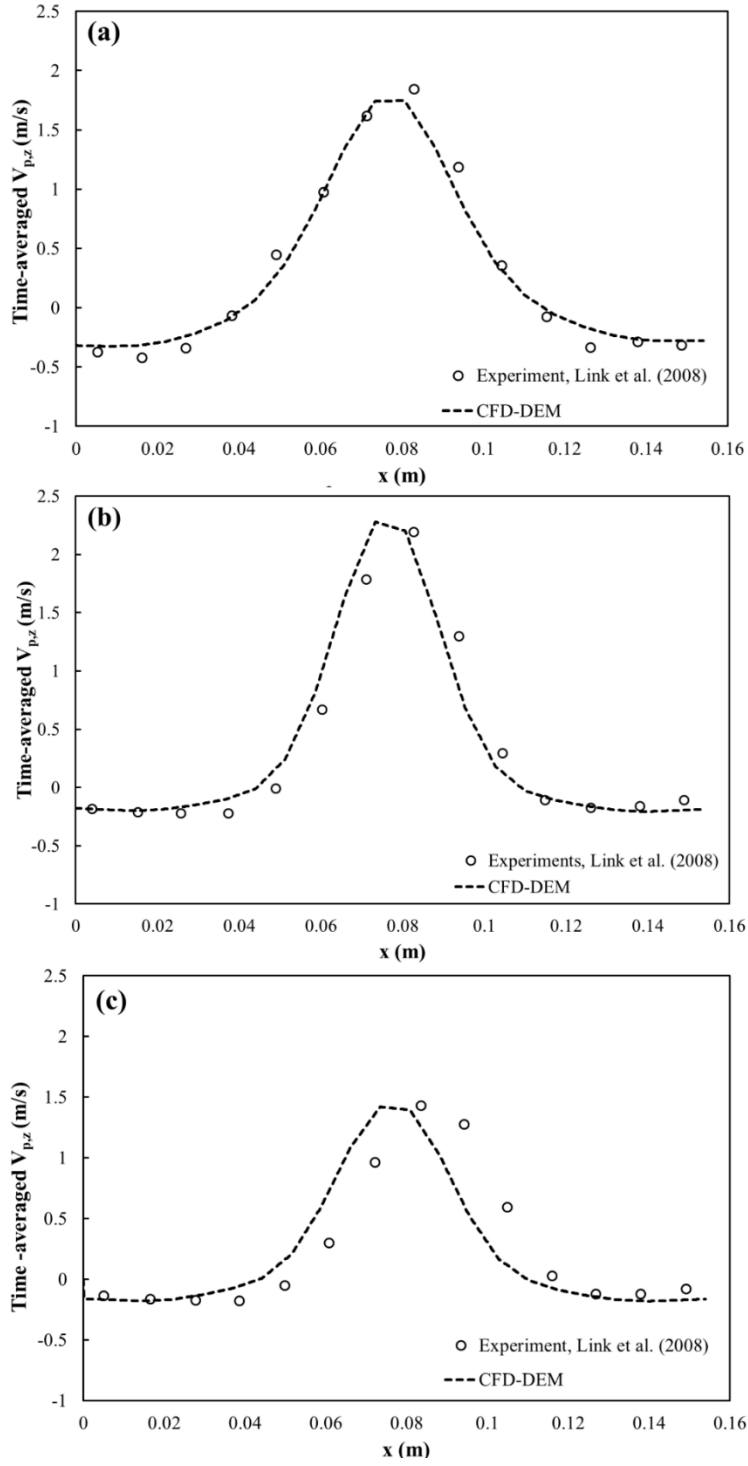 (a)
2.5
2
1.5
1
0.5
0
-0.5
-1
Time-averaged Vp,z (m/s)
Experiment, Link et al. (2008)
CFD-DEM
0 0.02 0.04 0.06 0.08 0.1 0.12 0.14 0.16
x (m)
(b)
2.5
2
1.5
1
0.5
0
-0.5
-1
Time-averaged Vp,z (m/s)
Experiments, Link et al. (2008)
CFD-DEM
0 0.02 0.04 0.06 0.08 0.1 0.12 0.14 0.16
x (m)
(c)
2.5
2
1.5
1
0.5
0
-0.5
-1
Time -averaged Vp,z (m/s)
Experiment, Link et al. (2008)
CFD-DEM
0 0.02 0.04 0.06 0.08 0.1 0.12 0.14 0.16
x (m)